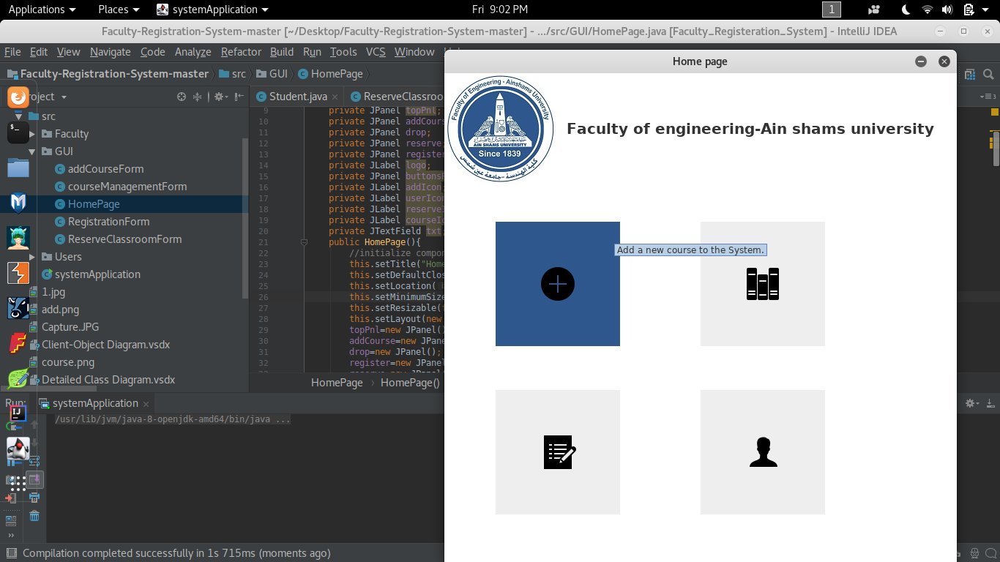 Applications Places systemApplication Fri 9:02 PM 1
Faculty-Registration-System-master [~/Desktop/Faculty-Registration-System-master] - .../src/GUI/HomePage.java [Faculty_Registeration_System] - IntelliJ IDEA
File Edit View Navigate Code Analyze Refactor Build Run Tools VCS Window
Faculty-Registration-System-master src GUI HomePage
oject
Student.java ReserveClassroo
src
Faculty
GUI
addCourseForm
courseManagementForm
HomePage
RegistrationForm
ReserveClassroomForm
Users
systemApplication
1.jpg
add.png
Capture.JPG
Client-Object Diagram.vsdx
course.png
Detailed Class Diagram.vsdx
9 private JPanel topPnl;
10 private JPanel addCours
11 private JPanel drop;
12 private JPanel reserve;
13 private JPanel register
14 private JLabel logo;
15 private JPanel buttonsP
16 private JLabel addIcon;
17 private JLabel userIcon
18 private JLabel reserveI
19 private JLabel courseIc
20 private JTextField txt;
21 public HomePage(){
22 //initialize compon
23 this.setTitle("Home
24 this.setDefaultClos
25 this.setLocation(
26 this.setMinimumSize
27 this.setResizable(f
28 this.setLayout(new
29 topPnl=new JPanel()
30 addCourse=new JPane
31 drop=new JPanel();
32 register=new JPanel
HomePage HomePage()
Run: systemApplication
/usr/lib/jvm/java-8-openjdk-amd64/bin/java ...
Compilation completed successfully in 1s 715ms (moments ago)
Home page
Faculty of Engineering - Ainshams University
AIN SHAMS UNIVERSITY
Since 1839
كلية الهندسة - جامعة عين شمس
Faculty of engineering-Ain shams university
Add a new course to the System.